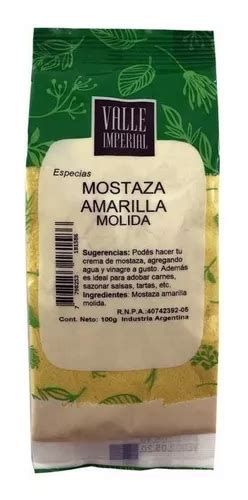 VALLE
IMPERIAL
Especias
MOSTAZA
AMARILLA
MOLIDA
Sugerencias: Podés hacer tu
crema de mostaza, agregando
agua y vinagre a gusto. Además
es ideal para adobar carnes,
sazonar salsas, tartas, etc.
Ingredientes: Mostaza amarilla
molida.
R.N.P.A.:40742392-05
Cont. Neto: 100g Industria Argentina